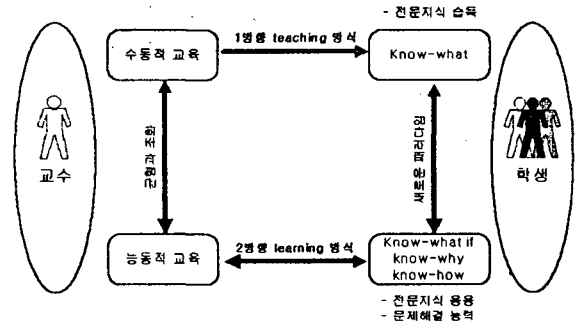 - 전문지식 습득
수동적 교육
1방향 teaching 방식
Know-what
교수
균형과 조화
새로운 패러다임
학생
능동적 교육
2방향 learning 방식
Know-what if
know-why
know-how
- 전문지식 응용
- 문제해결 능력